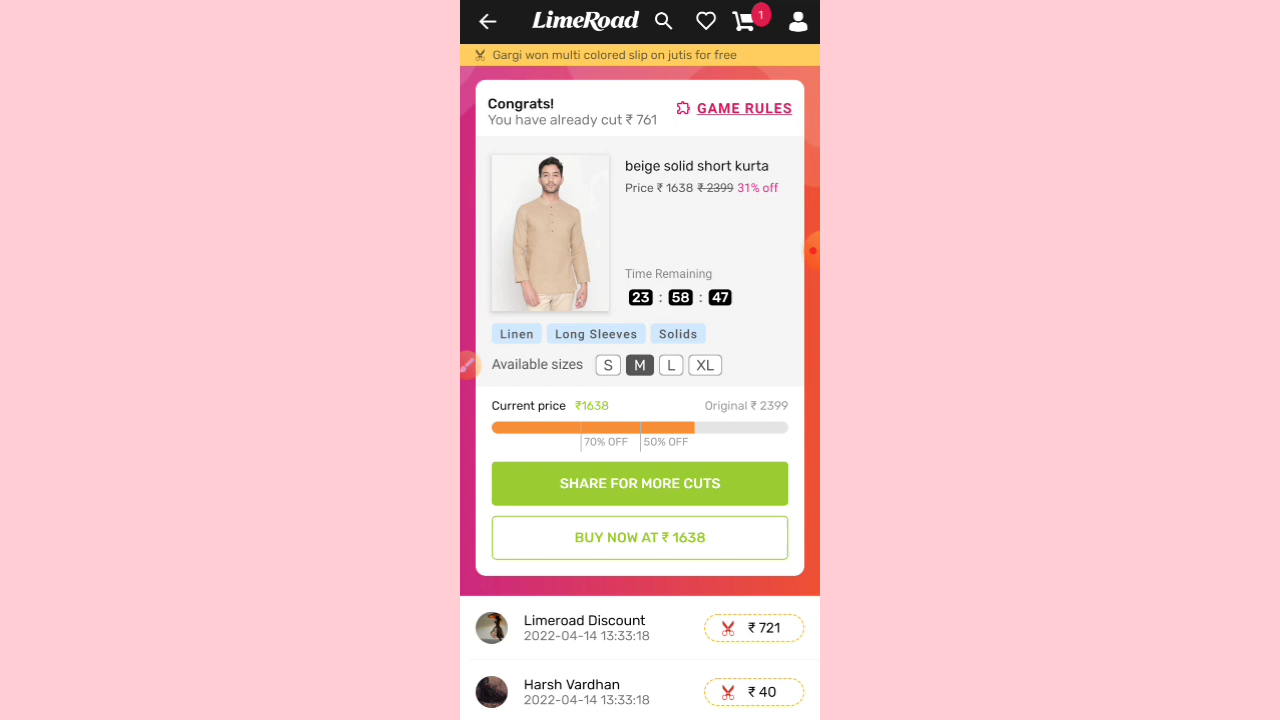 LimeRoad
1
Gargi won multi colored slip on jutis for free
Congrats!
You have already cut ₹ 761
GAME RULES
beige solid short kurta
Price ₹ 1638 ₹ 2399 31% off
Time Remaining
23 : 58 : 47
Linen Long Sleeves Solids
Available sizes S M L XL
Current price ₹1638 Original ₹ 2399
70% OFF 50% OFF
SHARE FOR MORE CUTS
BUY NOW AT ₹ 1638
Limeroad Discount
2022-04-14 13:33:18
₹ 721
Harsh Vardhan
2022-04-14 13:33:18
₹ 40